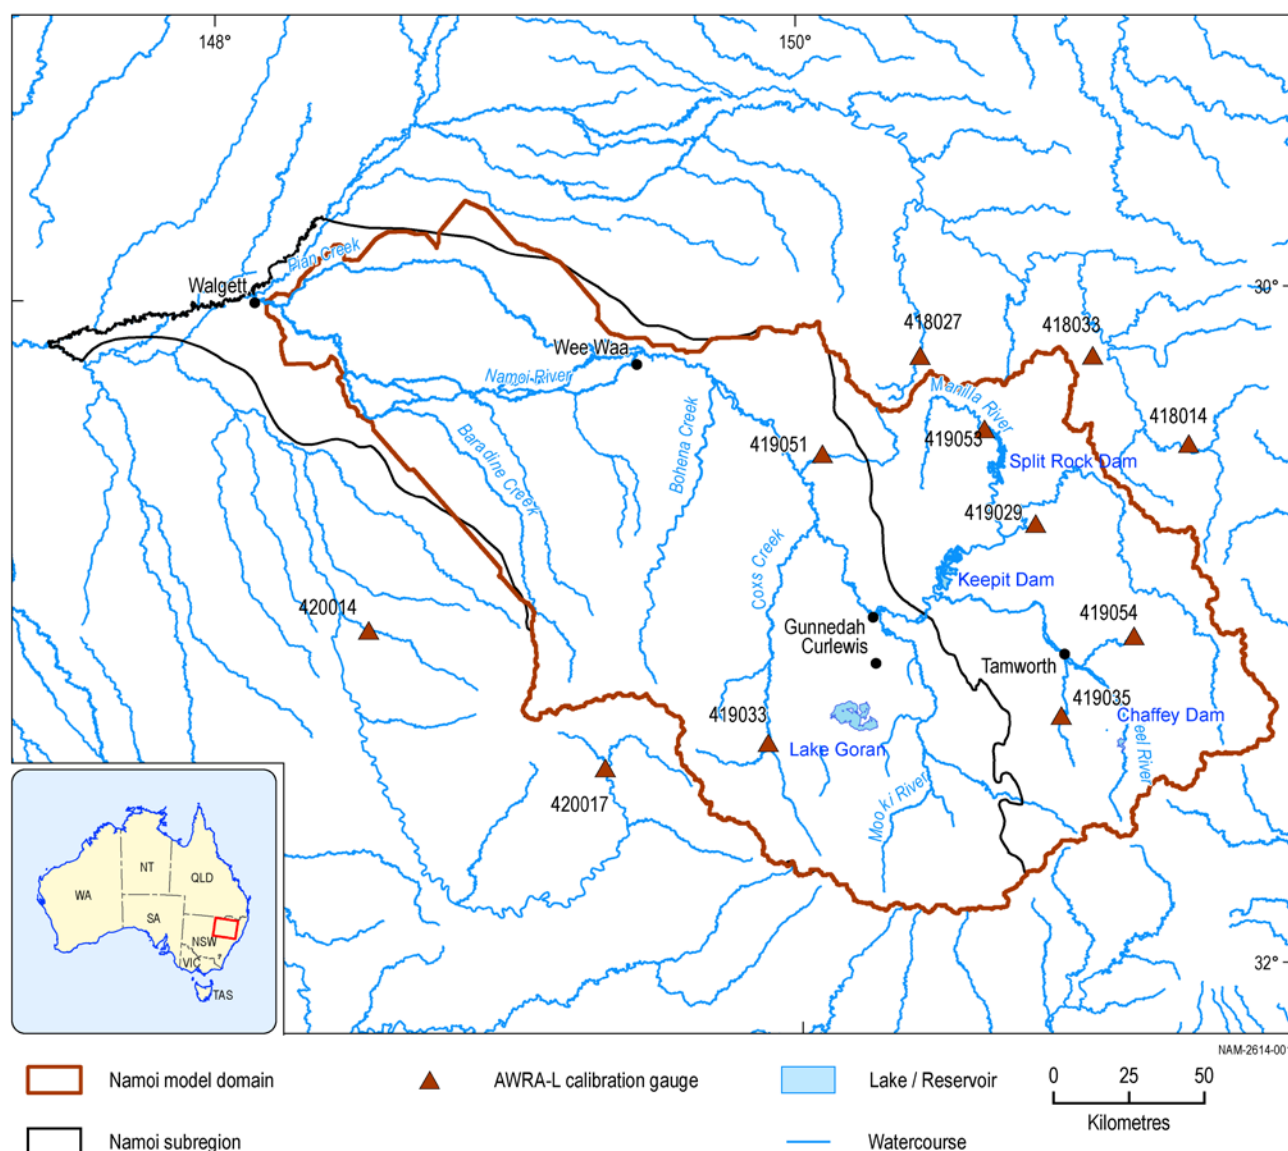 148°
150°
Pian Creek
Walgett
30°
418027
418033
Wee Waa
Namoi River
Manilla River
418014
419051
419053
Baradine Creek
Bohena Creek
Split Rock Dam
419029
Coxs Creek
Keepit Dam
420014
419054
Gunnedah
Curlewis
Tamworth
419033
419035
Chaffey Dam
Lake Goran
eel River
420017
Mooki River
WA
NT
QLD
SA
NSW
VIC
TAS
32°
NAM-2614-001
Namoi model domain
AWRA-L calibration gauge
Lake / Reservoir
0 25 50
Kilometres
Namoi subregion
Watercourse